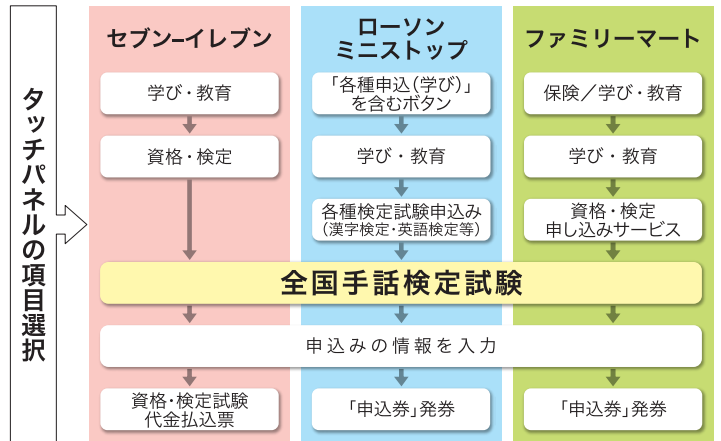 タッチパネルの項目選択
セブン-イレブン
学び・教育
資格・検定
ローソン
ミニストップ
「各種申込(学び)」
を含むボタン
学び・教育
各種検定試験申込み
(漢字検定・英語検定等)
ファミリーマート
保険/学び・教育
学び・教育
資格・検定
申し込みサービス
全国手話検定試験
申込みの情報を入力
資格・検定試験
代金払込票
「申込券」発券
「申込券」発券